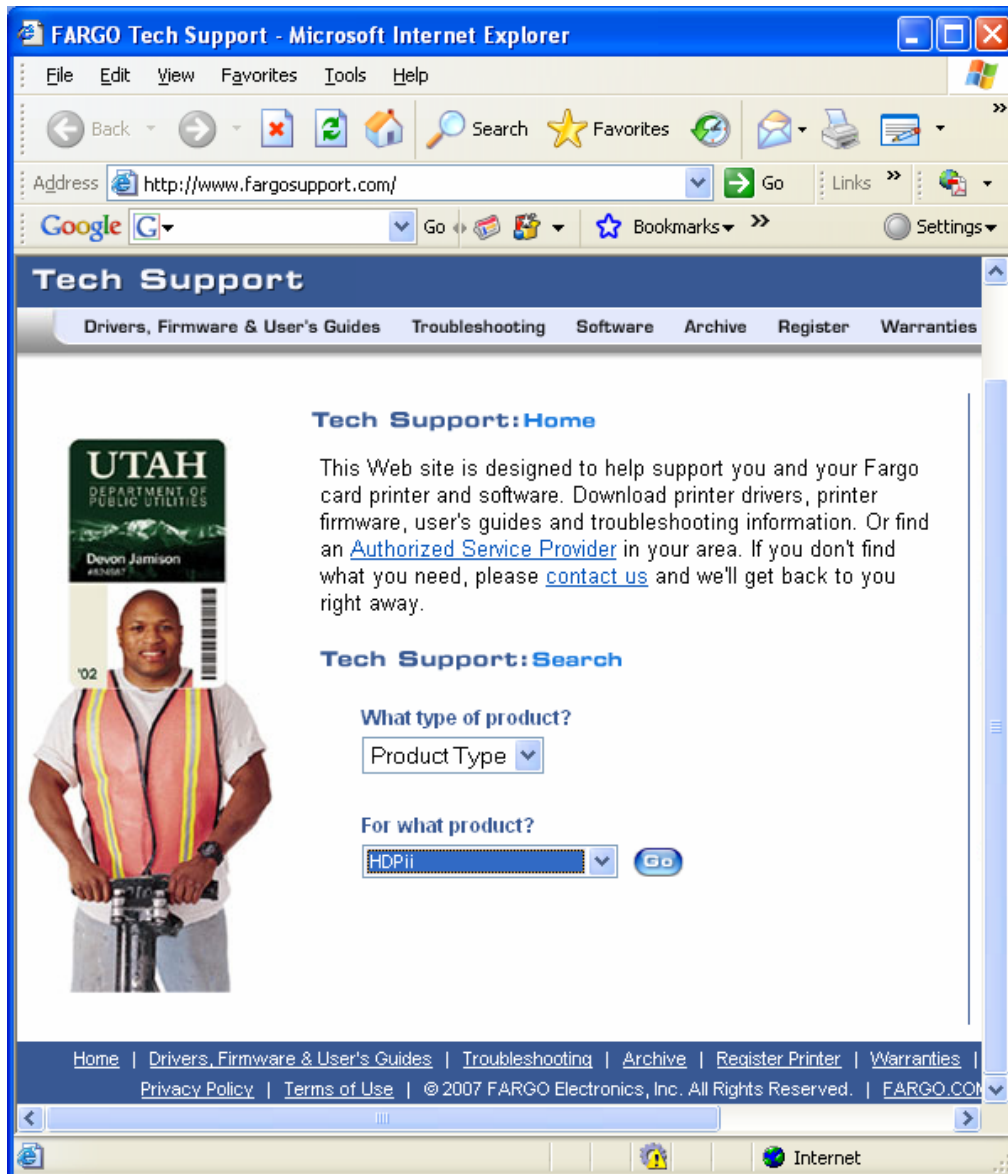 FARGO Tech Support - Microsoft Internet Explorer
File Edit View Favorites Tools Help
Back Search Favorites »
Address http://www.fargosupport.com/ Go Links »
Google G Go Bookmarks » Settings
Tech Support
Drivers, Firmware & User's Guides Troubleshooting Software Archive Register Warranties
Tech Support: Home
This Web site is designed to help support you and your Fargo
card printer and software. Download printer drivers, printer
firmware, user's guides and troubleshooting information. Or find
an Authorized Service Provider in your area. If you don't find
what you need, please contact us and we'll get back to you
right away.
UTAH
DEPARTMENT OF
PUBLIC UTILITIES
Devon Jamison
'02
Tech Support: Search
What type of product?
Product Type
For what product?
HDPii Go
Home | Drivers, Firmware & User's Guides | Troubleshooting | Archive | Register Printer | Warranties |
Privacy Policy | Terms of Use | © 2007 FARGO Electronics, Inc. All Rights Reserved. |
Internet